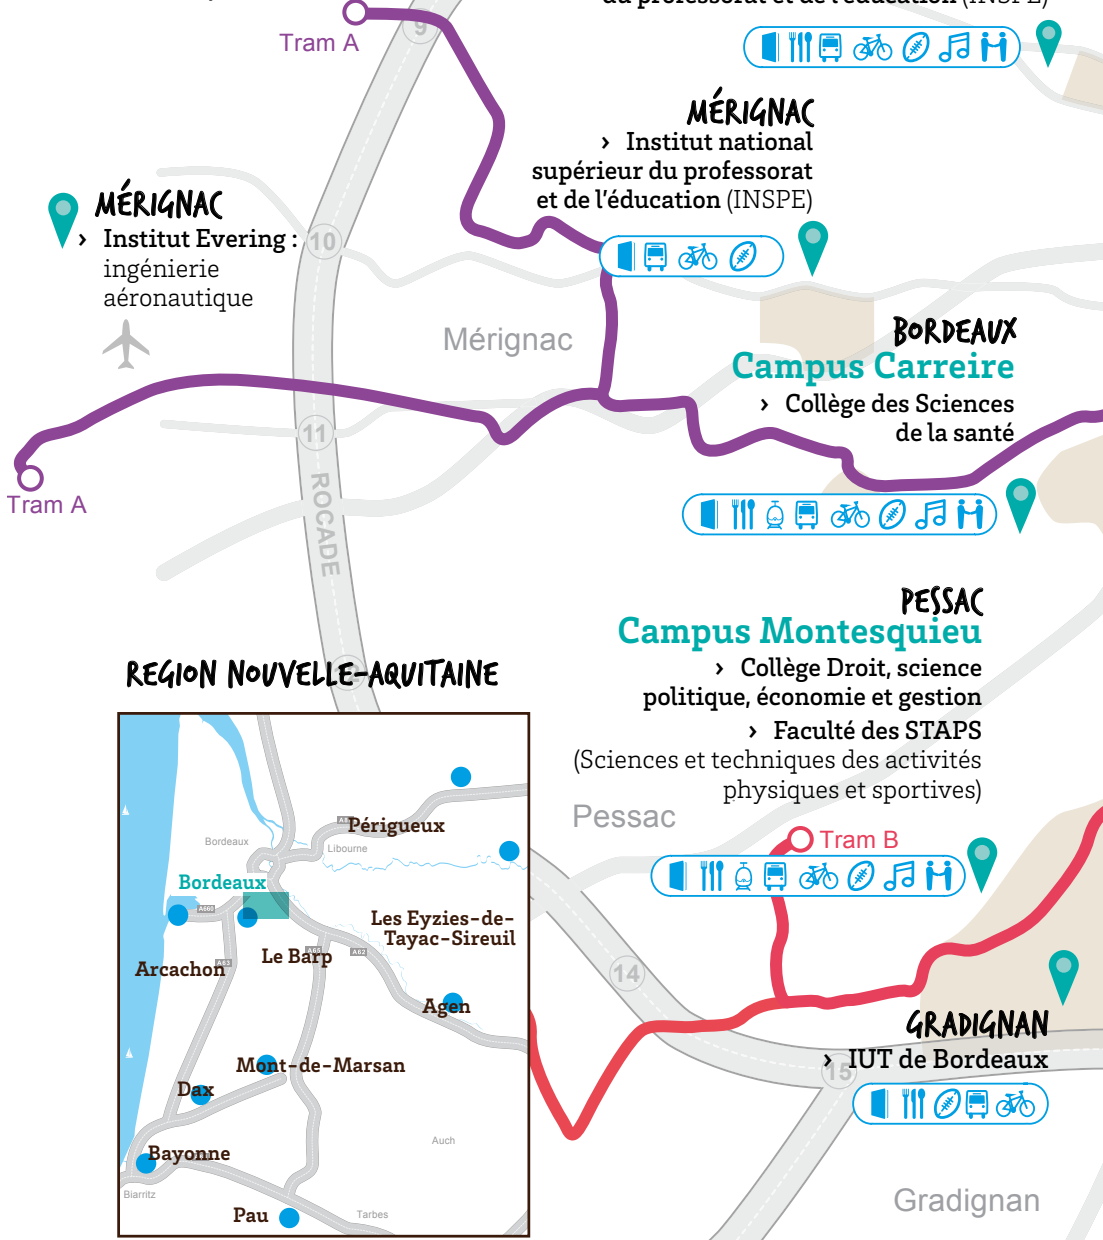 du professorat et de l'éducation (INSPE)
Tram A
9
MÉRIGNAC
› Institut national
supérieur du professorat
et de l'éducation (INSPE)
MÉRIGNAC
› Institut Evering :
ingénierie
aéronautique
10
Mérignac
BORDEAUX
Campus Carreire
› Collège des Sciences
de la santé
11
ROCADE
Tram A
PESSAC
Campus Montesquieu
› Collège Droit, science
politique, économie et gestion
› Faculté des STAPS
(Sciences et techniques des activités
physiques et sportives)
Pessac
Tram B
14
GRADIGNAN
› IUT de Bordeaux
15
Gradignan
REGION NOUVELLE-AQUITAINE
Périgueux
Bordeaux
Libourne
Bordeaux
A660
Les Eyzies-de-
Tayac-Sireuil
Le Barp
A65
A62
Arcachon
A63
Agen
Mont-de-Marsan
Dax
Auch
Bayonne
Biarritz
Pau
Tarbes